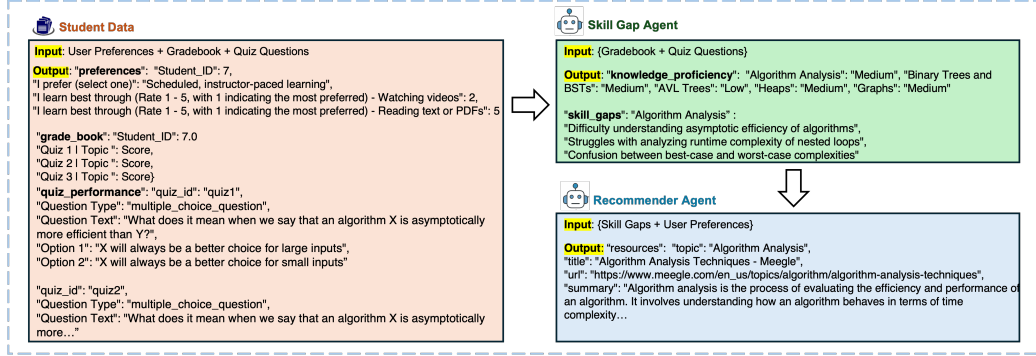 Student Data
Input: User Preferences + Gradebook + Quiz Questions
Output: "preferences": "Student_ID": 7,
"I prefer (select one)": "Scheduled, instructor-paced learning",
"I learn best through (Rate 1 - 5, with 1 indicating the most preferred) - Watching videos": 2,
"I learn best through (Rate 1 - 5, with 1 indicating the most preferred) - Reading text or PDFs": 5
"grade_book": "Student_ID": 7.0
"Quiz 1 | Topic ": Score,
"Quiz 2 | Topic ": Score,
"Quiz 3 | Topic ": Score}
"quiz_performance": "quiz_id": "quiz1",
"Question Type": "multiple_choice_question",
"Question Text": "What does it mean when we say that an algorithm X is asymptotically
more efficient than Y?",
"Option 1": "X will always be a better choice for large inputs",
"Option 2": "X will always be a better choice for small inputs"
"quiz_id": "quiz2",
"Question Type": "multiple_choice_question",
"Question Text": "What does it mean when we say that an algorithm X is asymptotically
more…"
Skill Gap Agent
Input: {Gradebook + Quiz Questions}
Output: "knowledge_proficiency": "Algorithm Analysis": "Medium", "Binary Trees and
BSTs": "Medium", "AVL Trees": "Low", "Heaps": "Medium", "Graphs": "Medium"
"skill_gaps": "Algorithm Analysis" :
"Difficulty understanding asymptotic efficiency of algorithms",
"Struggles with analyzing runtime complexity of nested loops",
"Confusion between best-case and worst-case complexities"
Recommender Agent
Input: {Skill Gaps + User Preferences}
Output: "resources": "topic": "Algorithm Analysis",
"title": "Algorithm Analysis Techniques - Meegle",
"url": "https://www.meegle.com/en_us/topics/algorithm/algorithm-analysis-techniques",
"summary": "Algorithm analysis is the process of evaluating the efficiency and performance of
an algorithm. It involves understanding how an algorithm behaves in terms of time
complexity…